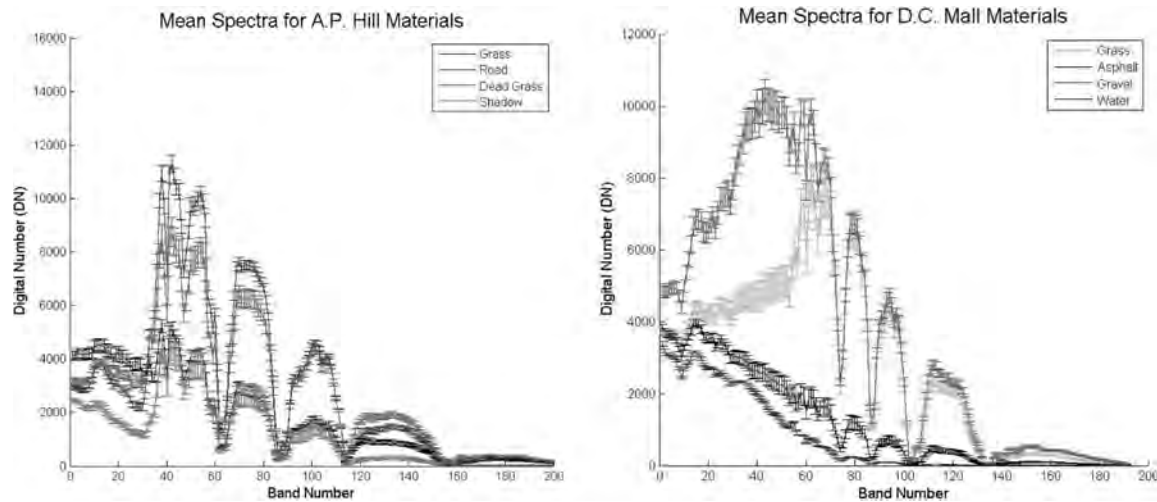 Mean Spectra for A.P. Hill Materials
16000
14000
12000
10000
8000
6000
4000
2000
0
Digital Number (DN)
Grass
Road
Dead Grass
Shadow
0 20 40 60 80 100 120 140 160 180 200
Band Number
Mean Spectra for D.C. Mall Materials
12000
10000
8000
6000
4000
2000
0
Digital Number (DN)
Grass
Asphalt
Gravel
Water
0 20 40 60 80 100 120 140 160 180 200
Band Number